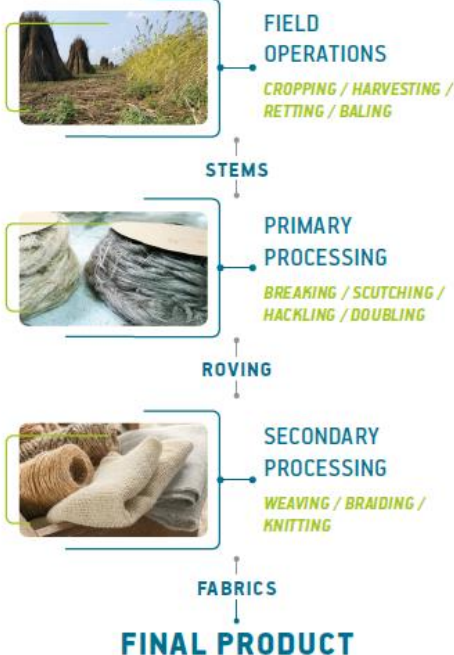 FIELD
OPERATIONS
CROPPING / HARVESTING /
RETTING / BALING
STEMS
PRIMARY
PROCESSING
BREAKING / SCUTCHING /
HACKLING / DOUBLING
ROVING
SECONDARY
PROCESSING
WEAVING / BRAIDING /
KNITTING
FABRICS
FINAL PRODUCT